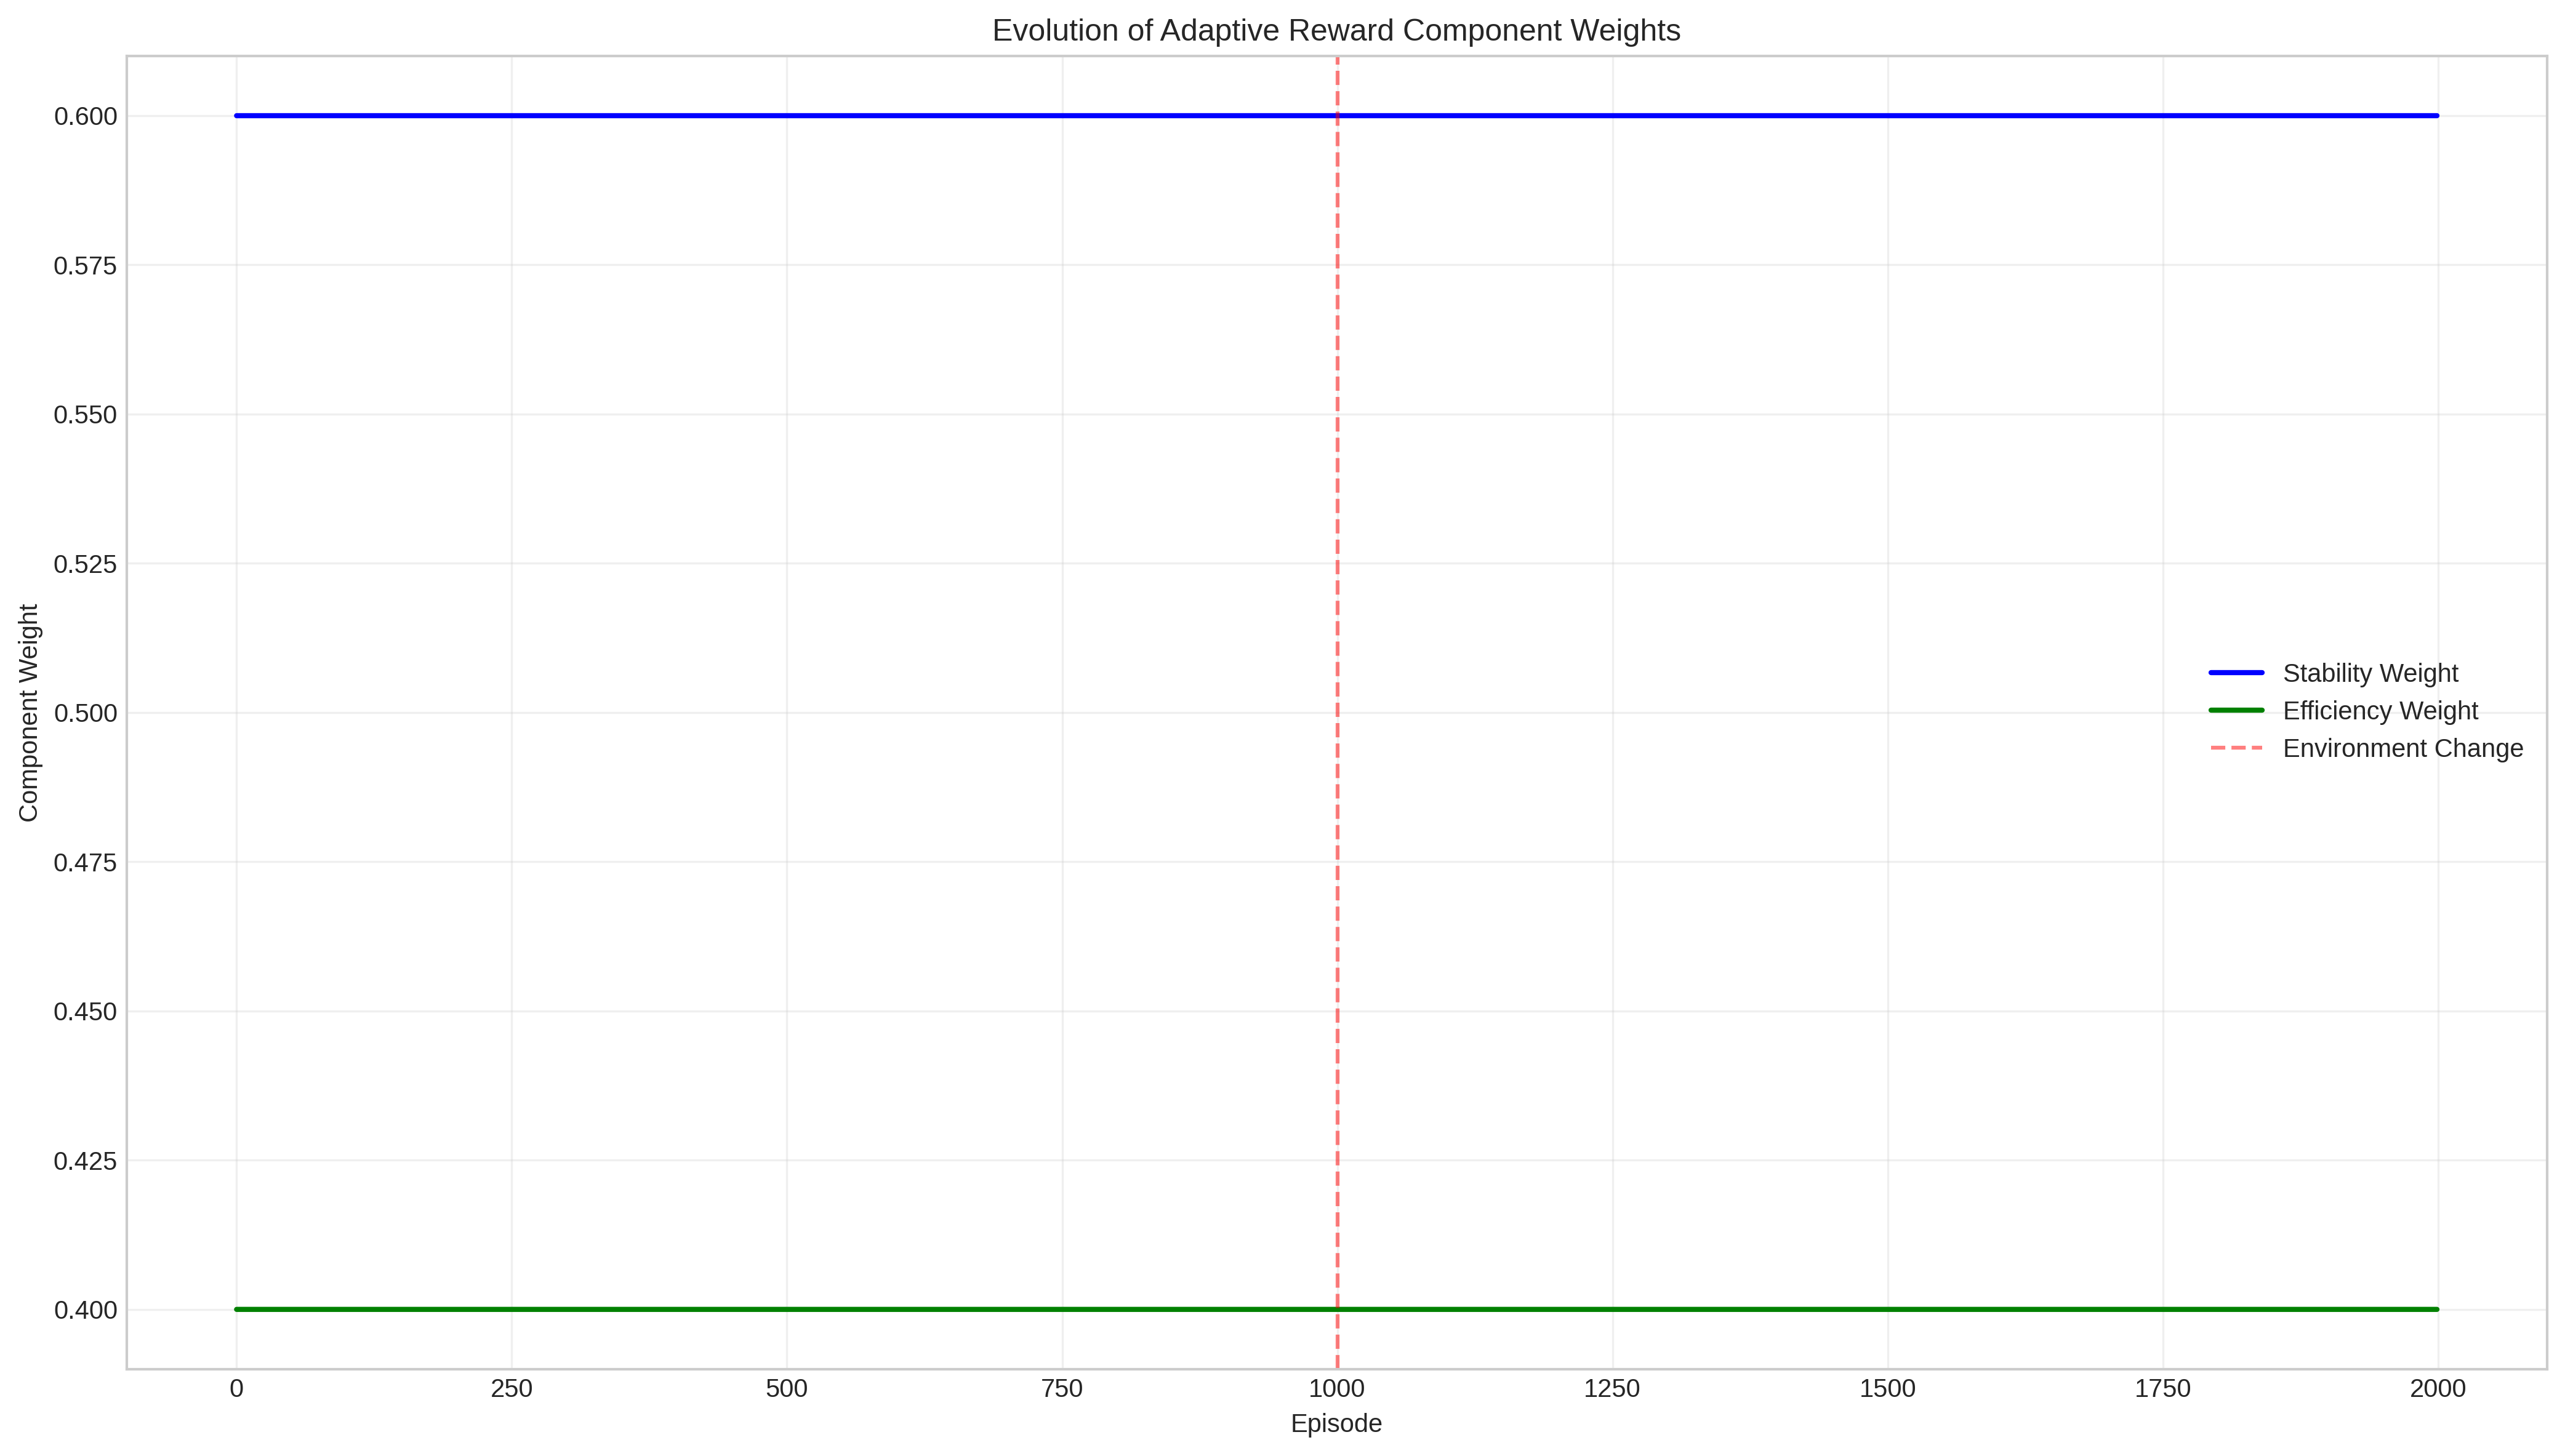 Evolution of Adaptive Reward Component Weights
0.600
0.575
0.550
0.525
0.500
0.475
0.450
0.425
0.400
Component Weight
Stability Weight
Efficiency Weight
Environment Change
0 250 500 750 1000 1250 1500 1750 2000
Episode